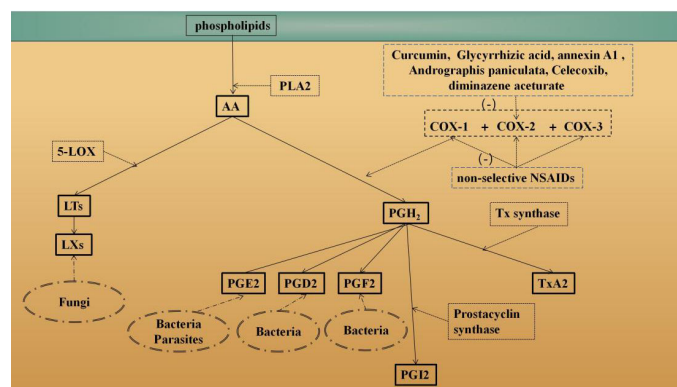 phospholipids
Curcumin, Glycyrrhizic acid, annexin A1 ,
Andrographis paniculata, Celecoxib,
diminazene aceturate
PLA2
(-)
AA
COX-1 + COX-2 + COX-3
5-LOX
(-)
non-selective NSAIDs
LTs
PGH2
Tx synthase
LXs
PGE2
PGD2
PGF2
TxA2
Fungi
Bacteria
Parasites
Bacteria
Bacteria
Prostacyclin
synthase
PGI2